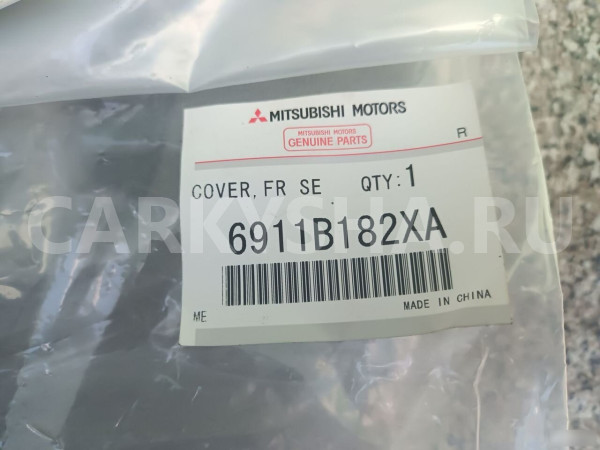 MITSUBISHI MOTORS
MITSUBISHI MOTORS
GENUINE PARTS
R
COVER, FR SE QTY: 1
6911B182XA
CARKYSHA.RU
ME MADE IN CHINA